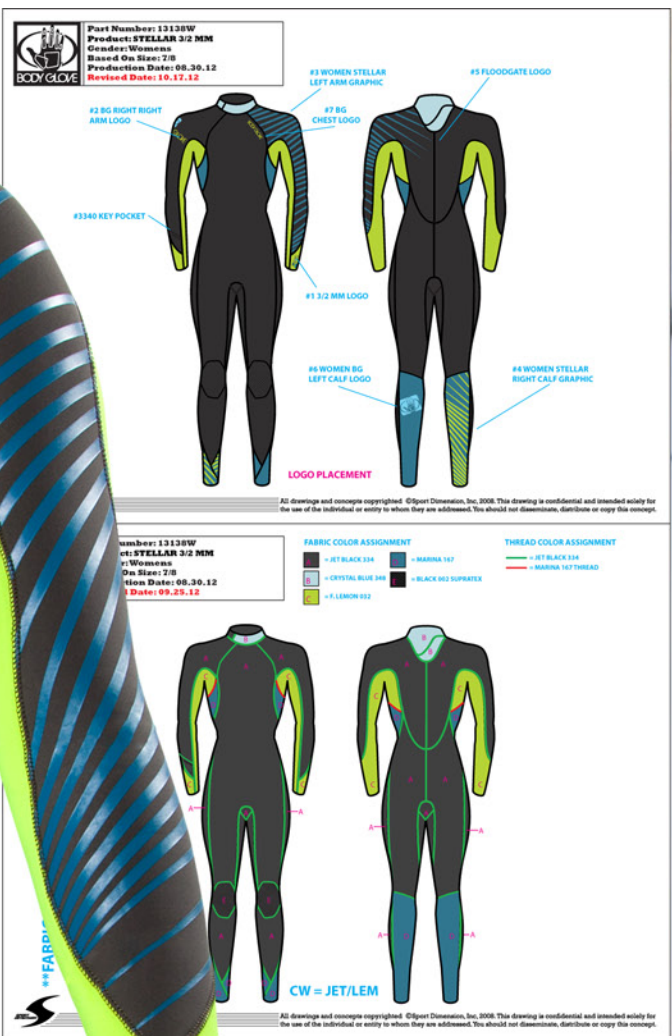 BODY GLOVE
Part Number: 13138W
Product: STELLAR 3/2 MM
Gender: Womens
Based On Size: 7/8
Production Date: 08.30.12
Revised Date: 10.17.12
#3 WOMEN STELLAR
LEFT ARM GRAPHIC
#5 FLOODGATE LOGO
#2 BG RIGHT RIGHT
ARM LOGO
#7 BG
CHEST LOGO
#3340 KEY POCKET
#1 3/2 MM LOGO
#6 WOMEN BG
LEFT CALF LOGO
#4 WOMEN STELLAR
RIGHT CALF GRAPHIC
LOGO PLACEMENT
All drawings and concepts copyrighted ©Sport Dimension, Inc, 2008. This drawing is confidential and intended solely for
the use of the individual or entity to whom they are addressed. You should not disseminate, distribute or copy this concept.
umber: 13138W
ct: STELLAR 3/2 MM
r: Womens
On Size: 7/8
tion Date: 08.30.12
l Date: 09.25.12
FABRIC COLOR ASSIGNMENT
= JET BLACK 334
= MARINA 167
B = CRYSTAL BLUE 348
= BLACK 002 SUPRATEX
C = F. LEMON 032
THREAD COLOR ASSIGNMENT
= JET BLACK 334
= MARINA 167 THREAD
**FABRIC
CW = JET/LEM
All drawings and concepts copyrighted ©Sport Dimension, Inc, 2008. This drawing is confidential and intended solely for
the use of the individual or entity to whom they are addressed. You should not disseminate, distribute or copy this concept.